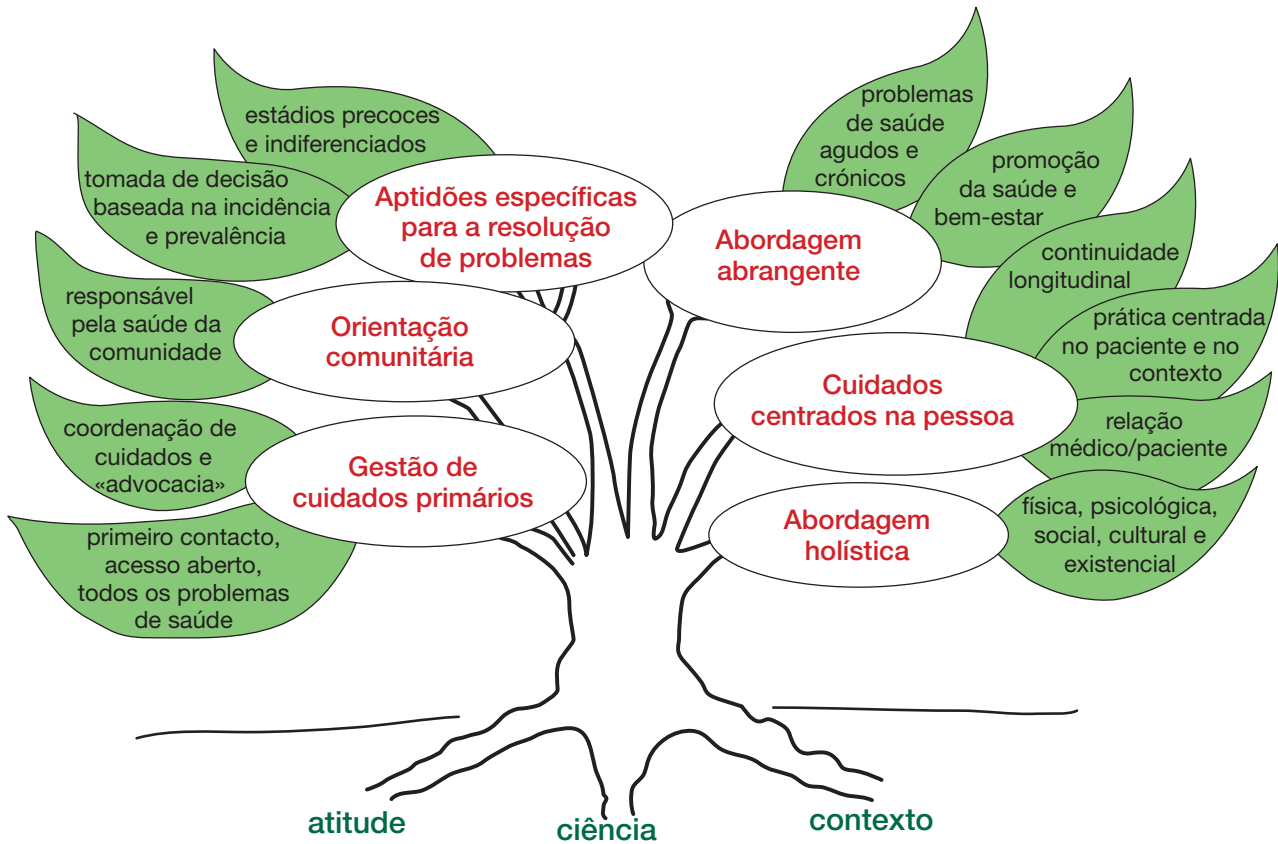 estádios precoces
e indiferenciados
tomada de decisão
baseada na incidência
e prevalência
Aptidões específicas
para a resolução
de problemas
responsável
pela saúde da
comunidade
Orientação
comunitária
coordenação de
cuidados e
«advocacia»
Gestão de
cuidados primários
primeiro contacto,
acesso aberto,
todos os problemas
de saúde
problemas
de saúde
agudos e
crónicos
promoção
da saúde e
bem-estar
Abordagem
abrangente
continuidade
longitudinal
prática centrada
no paciente e no
contexto
Cuidados
centrados na pessoa
relação
médico/paciente
Abordagem
holística
física, psicológica,
social, cultural e
existencial
atitude
ciência
contexto